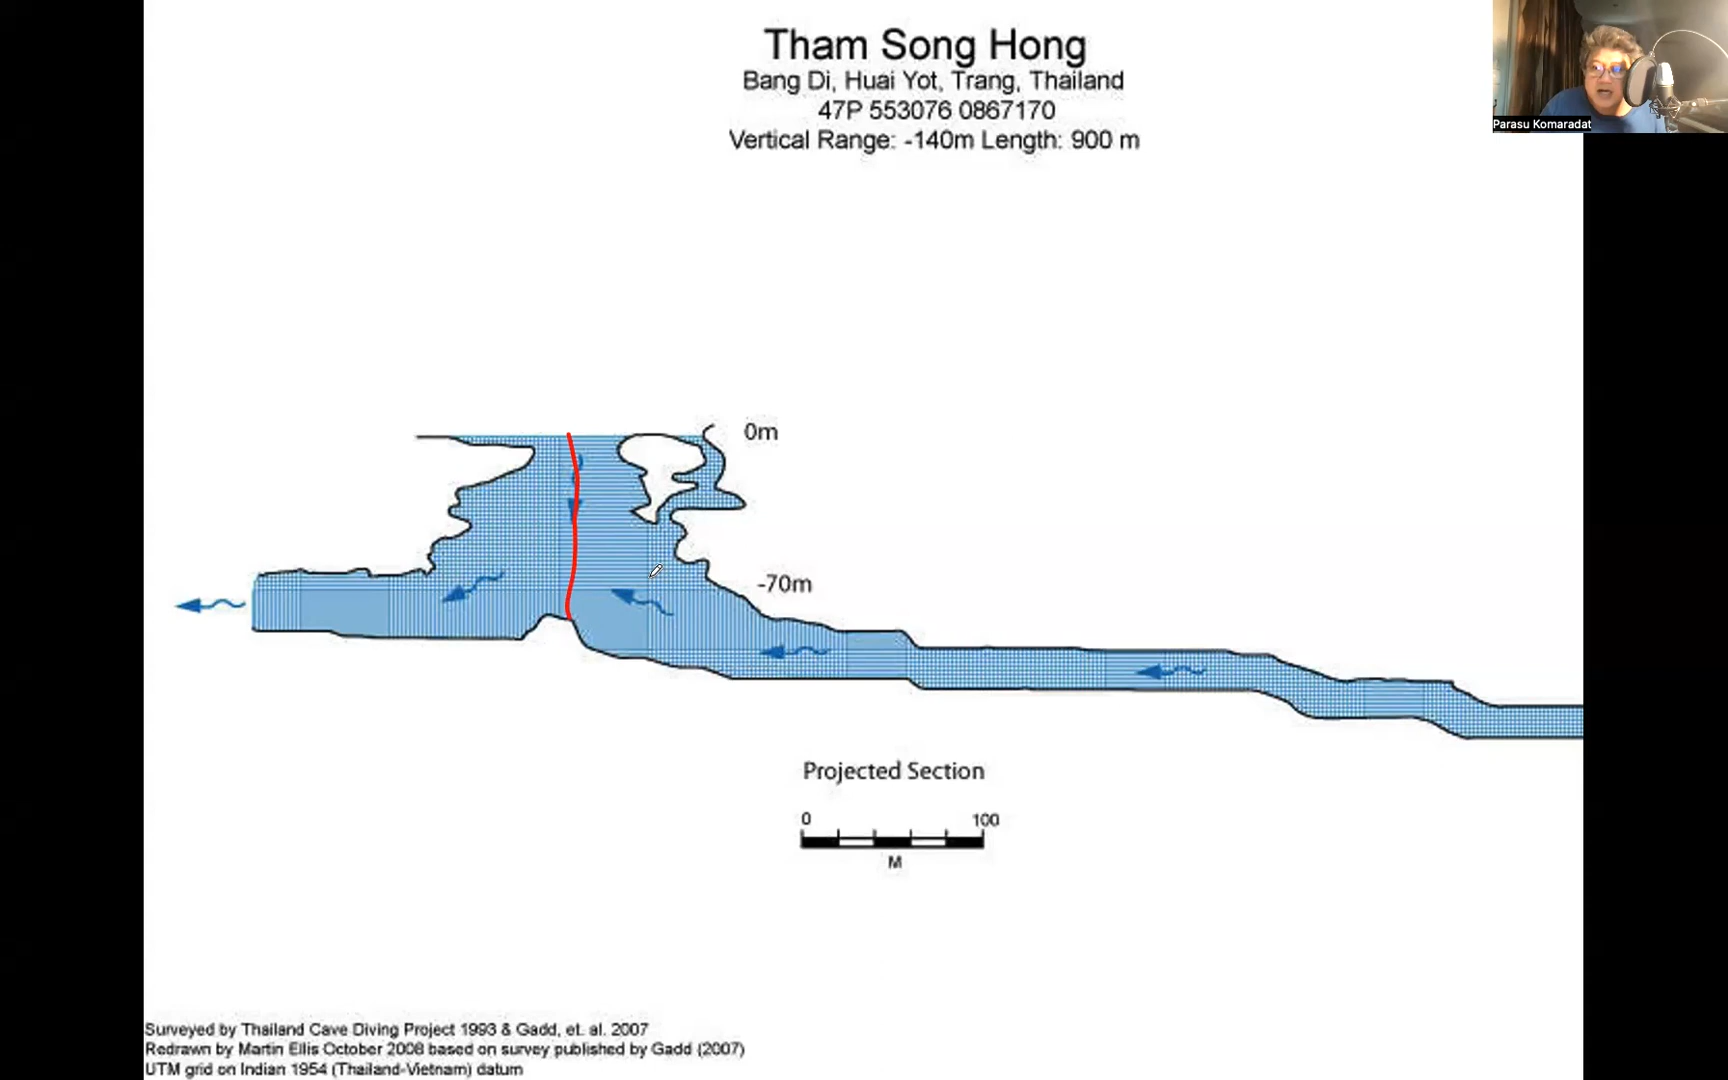 Tham Song Hong
Bang Di, Huai Yot, Trang, Thailand
47P 553076 0867170
Vertical Range: -140m Length: 900 m
Parasu Komaradat
0m
-70m
Projected Section
0 100
M
Surveyed by Thailand Cave Diving Project 1993 & Gadd, et. al. 2007
Redrawn by Martin Ellis October 2008 based on survey published by Gadd (2007)
UTM grid on Indian 1954 (Thailand-Vietnam) datum